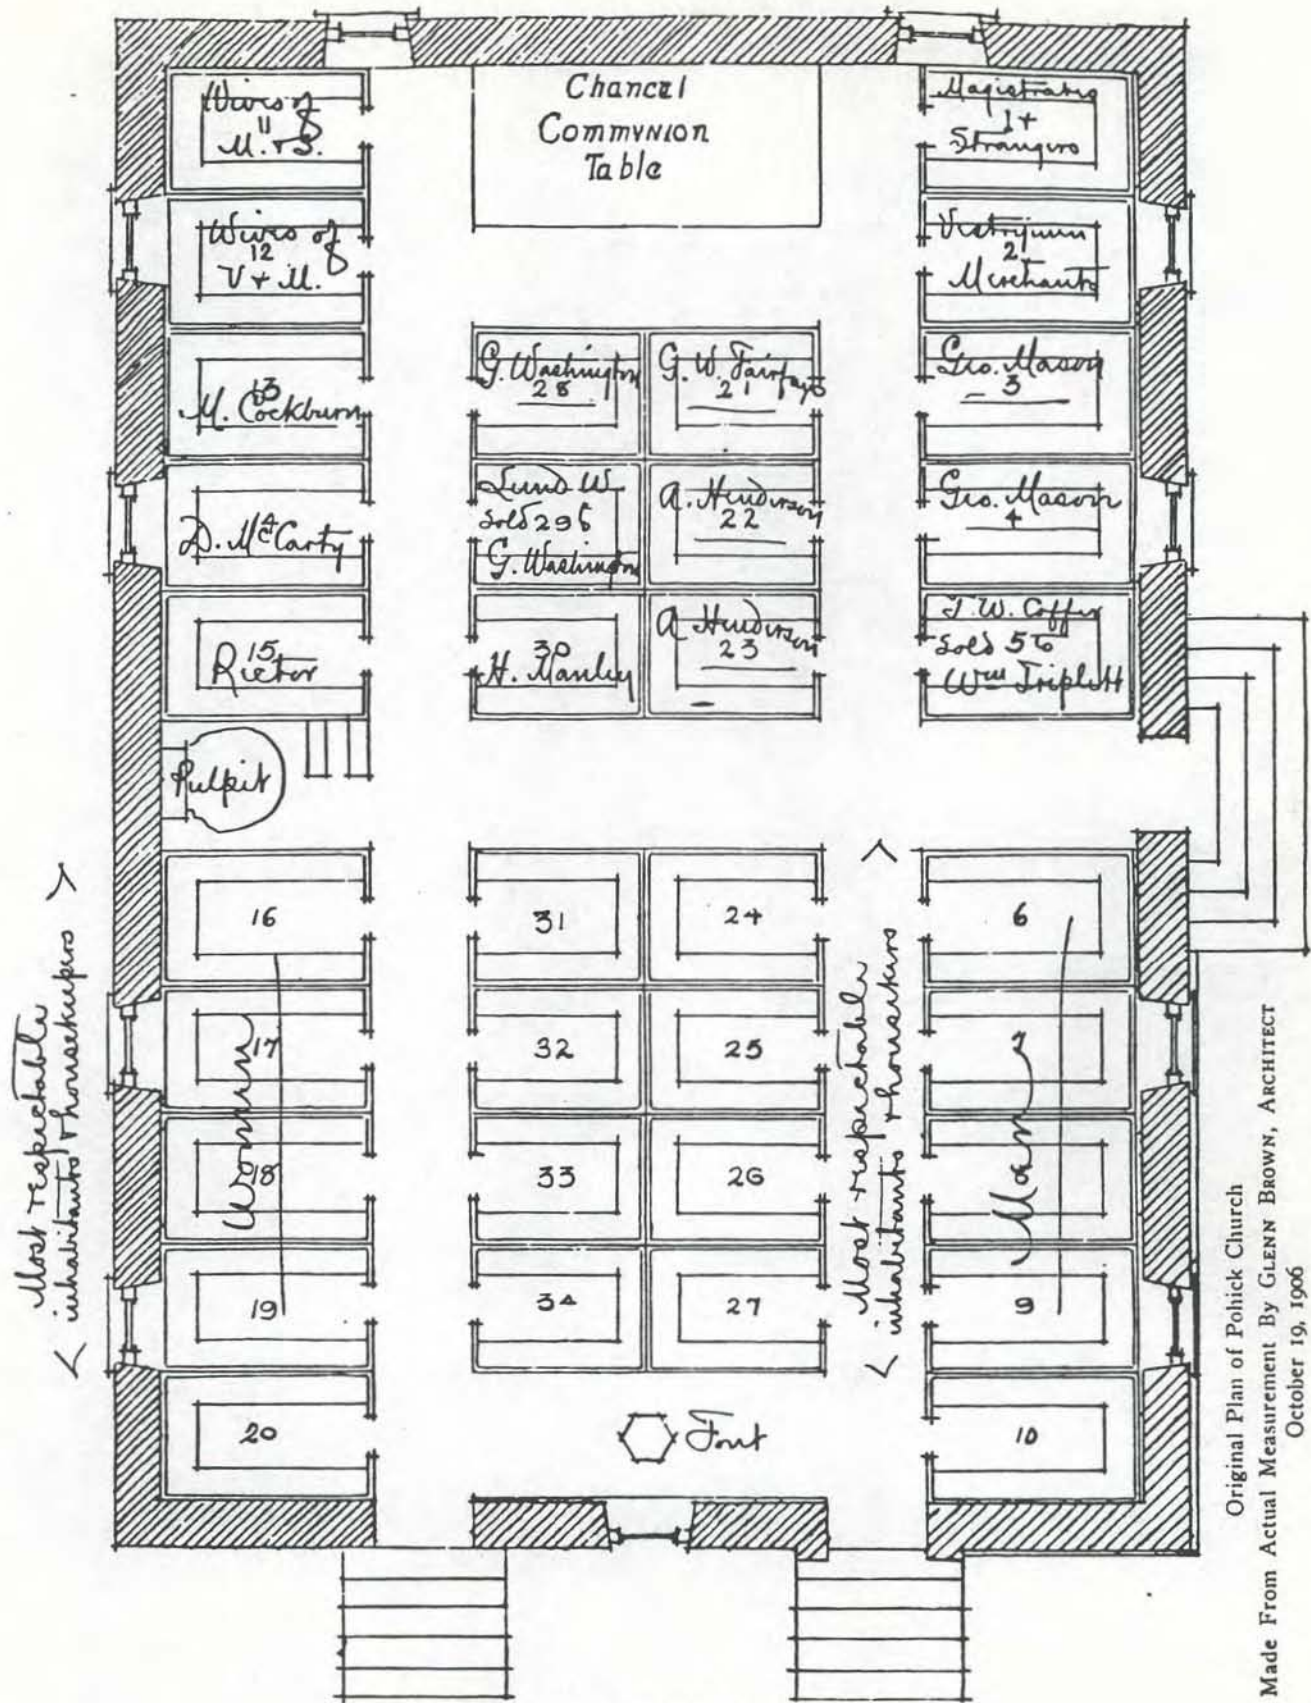 Wives of
11
M. & S.
Chancel
Communion
Table
Magistrates
1 +
Strangers
Wives of
12
V + M.
Vestrymen
2
Merchants
13
M. Cockburn
G. Washington
28
G. W. Fairfax
21
Geo. Mason
3
D. McCarty
Lund W.
Sold 29 to
G. Washington
A. Henderson
22
Geo. Mason
4
15
Rector
30
H. Manley
A. Henderson
23
T. W. Coffer
Sold 5 to
Wm Triplett
Pulpit
16
31
24
6
17
32
25
7
18
33
26
Women
Men
19
34
27
9
20
Font
10
Most respectable
inhabitants & housekeepers
Most respectable
inhabitants & housekeepers
Original Plan of Pohick Church
Made From Actual Measurement By GLENN BROWN, ARCHITECT
October 19, 1906